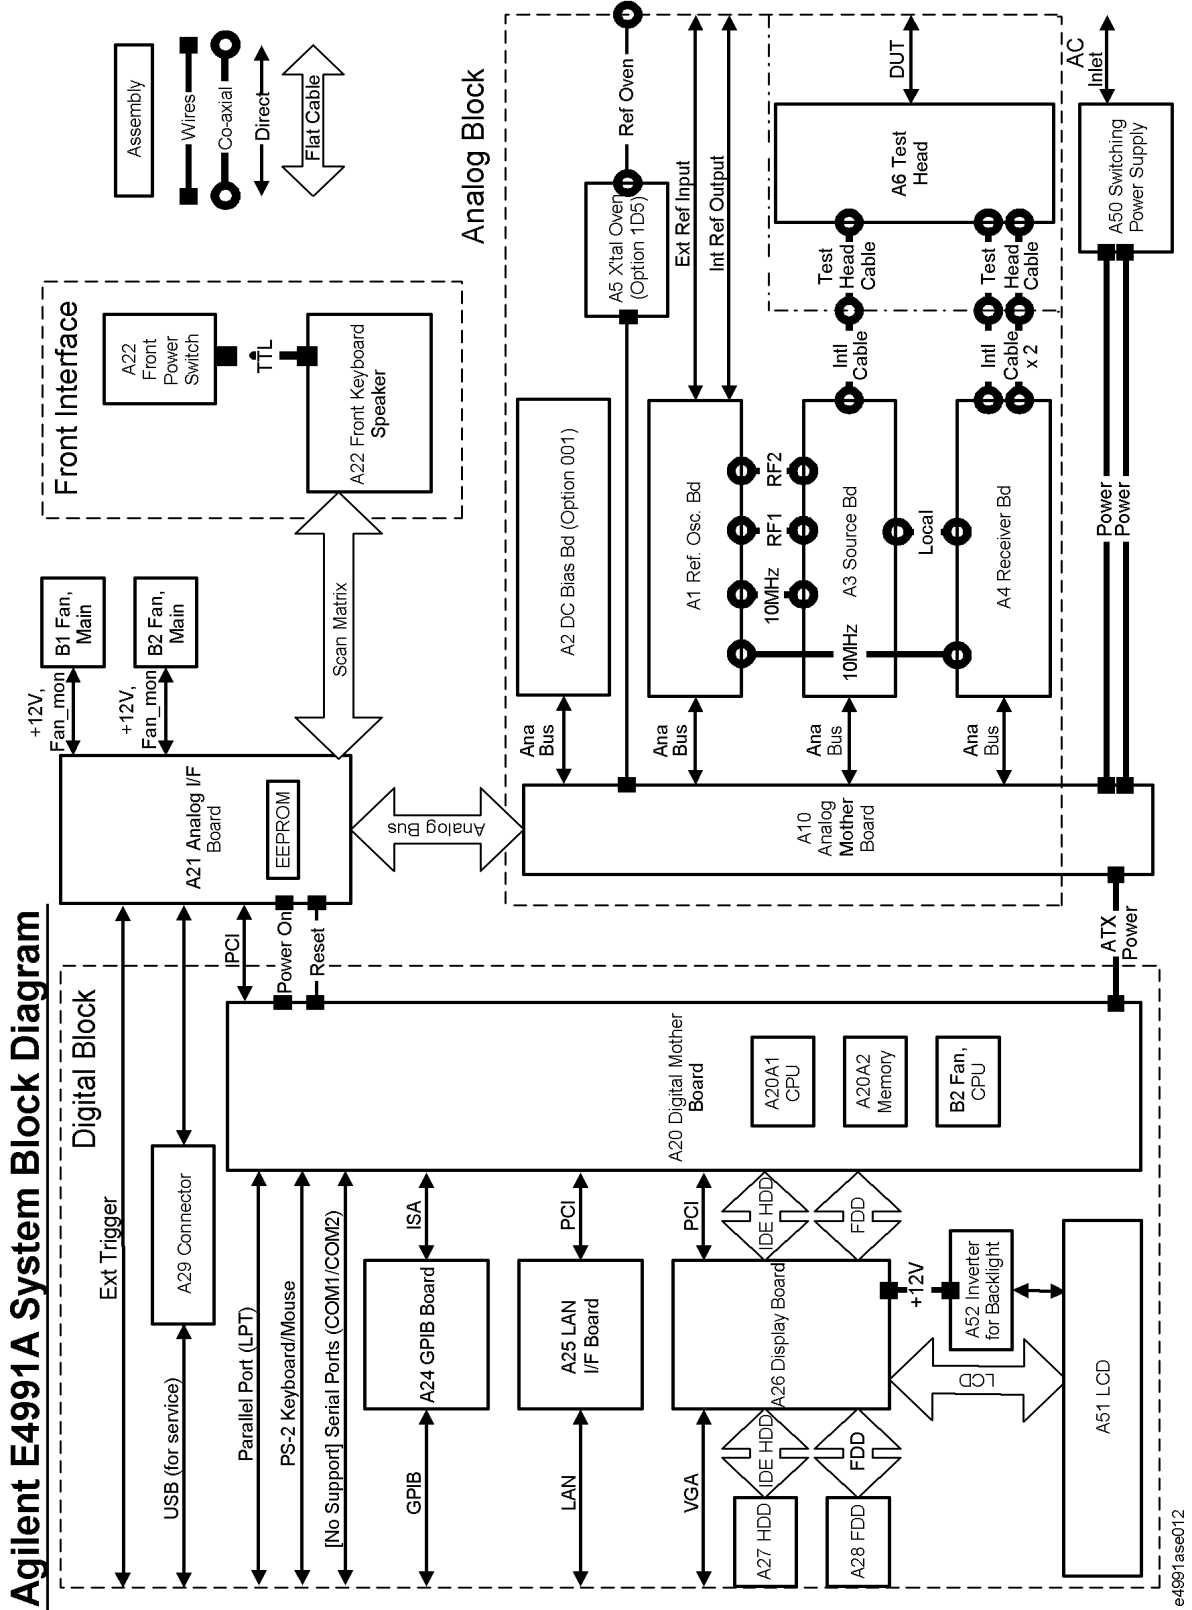 Agilent E4991A System Block Diagram
Digital Block
Ext Trigger
USB (for service)
A29 Connector
Parallel Port (LPT)
PS-2 Keyboard/Mouse
[No Support] Serial Ports (COM1/COM2)
GPIB
A24 GPIB Board
ISA
LAN
A25 LAN
I/F Board
PCI
VGA
A26 Display Board
PCI
IDE HDD
IDE HDD
FDD
FDD
A27 HDD
A28 FDD
+12V
LCD
A52 Inverter
for Backlight
A51 LCD
A20 Digital Mother
Board
A20A1
CPU
A20A2
Memory
B2 Fan,
CPU
PCI
Power On
Reset
ATX
Power
A21 Analog I/F
Board
EEPROM
+12V,
Fan_mon
+12V,
Fan_mon
B1 Fan,
Main
B2 Fan,
Main
Scan Matrix
Analog Bus
Front Interface
A22
Front
Power
Switch
TTL
A22 Front Keyboard
Speaker
Assembly
Wires
Co-axial
Direct
Flat Cable
Analog Block
A10
Analog
Mother
Board
Ana
Bus
Ana
Bus
Ana
Bus
Ana
Bus
A2 DC Bias Bd (Option 001)
A5 X'tal Oven
(Option 1D5)
Ref Oven
Ext Ref Input
Int Ref Output
A1 Ref. Osc. Bd
10MHz
RF1
RF2
A3 Source Bd
10MHz
Local
A4 Receiver Bd
Intl
Cable
Test
Head
Cable
Intl
Cable
x 2
Test
Head
Cable
A6 Test
Head
DUT
AC
Inlet
A50 Switching
Power Supply
Power
Power
e4991ase012